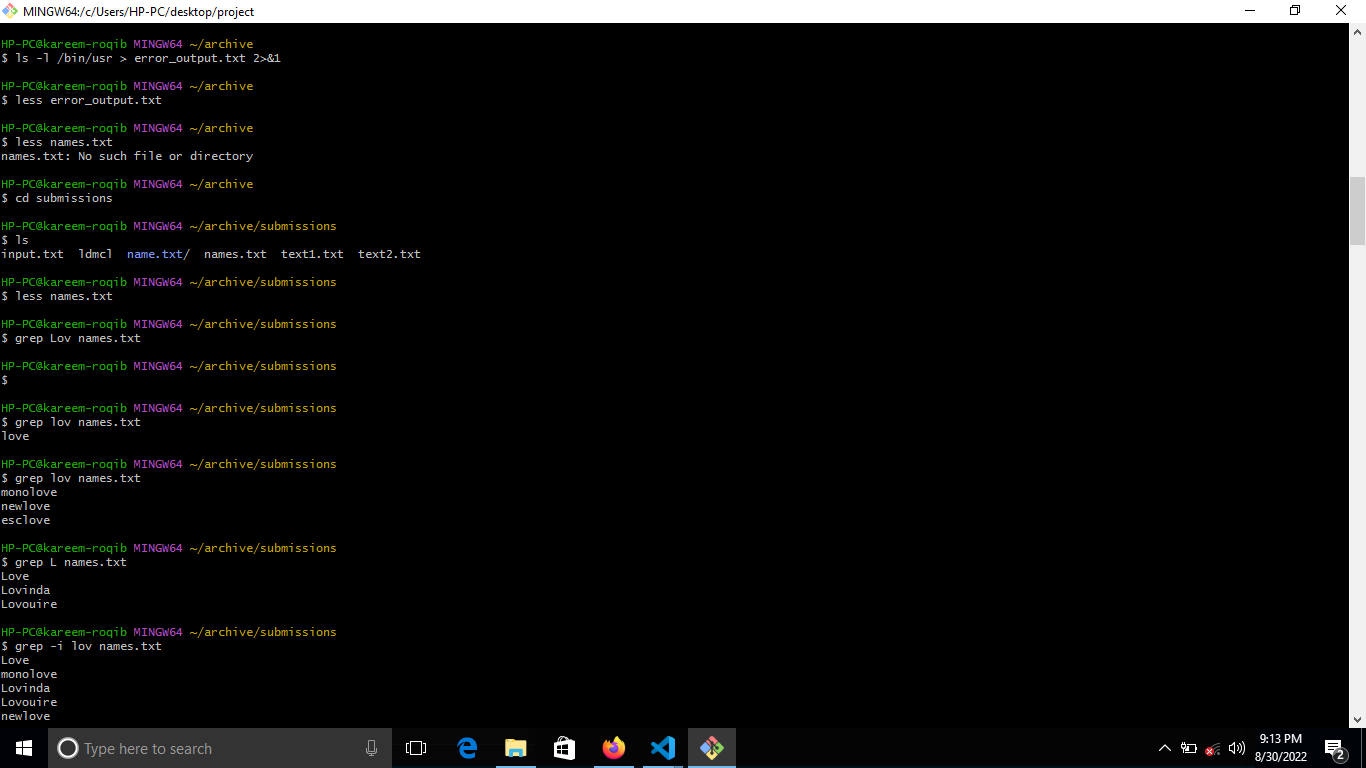 MINGW64:/c/Users/HP-PC/desktop/project
HP-PC@kareem-roqib MINGW64 ~/archive
$ ls -l /bin/usr > error_output.txt 2>&1
HP-PC@kareem-roqib MINGW64 ~/archive
$ less error_output.txt
HP-PC@kareem-roqib MINGW64 ~/archive
$ less names.txt
names.txt: No such file or directory
HP-PC@kareem-roqib MINGW64 ~/archive
$ cd submissions
HP-PC@kareem-roqib MINGW64 ~/archive/submissions
$ ls
input.txt  ldmcl  name.txt/  names.txt  text1.txt  text2.txt
HP-PC@kareem-roqib MINGW64 ~/archive/submissions
$ less names.txt
HP-PC@kareem-roqib MINGW64 ~/archive/submissions
$ grep Lov names.txt
HP-PC@kareem-roqib MINGW64 ~/archive/submissions
$
HP-PC@kareem-roqib MINGW64 ~/archive/submissions
$ grep lov names.txt
love
HP-PC@kareem-roqib MINGW64 ~/archive/submissions
$ grep lov names.txt
monolove
newlove
esclove
HP-PC@kareem-roqib MINGW64 ~/archive/submissions
$ grep L names.txt
Love
Lovinda
Lovouire
HP-PC@kareem-roqib MINGW64 ~/archive/submissions
$ grep -i lov names.txt
Love
monolove
Lovinda
Lovouire
newlove
Type here to search
9:13 PM
8/30/2022
2